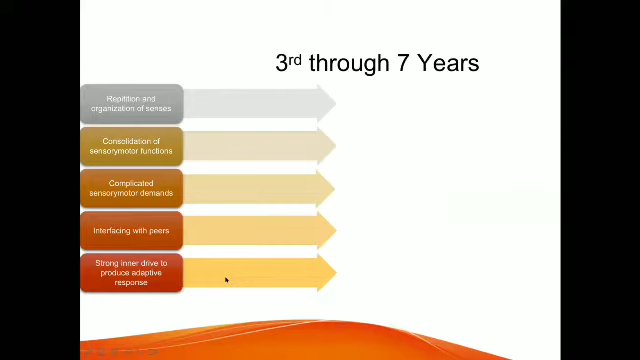 3rd through 7 Years
Repitition and
organization of senses
Consolidation of
sensorymotor functions
Complicated
sensorymotor demands
Interfacing with peers
Strong inner drive to
produce adaptive
response